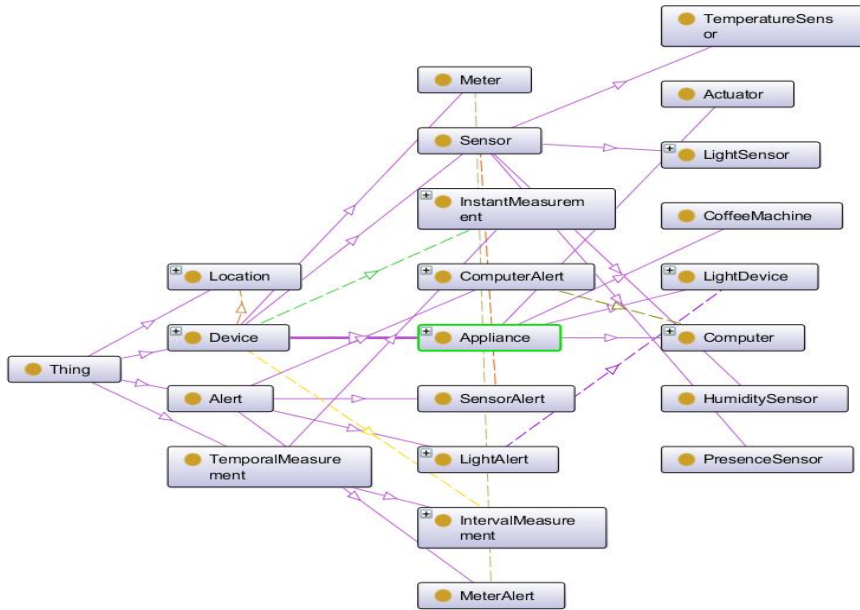 Thing
Location
Device
Alert
TemporalMeasure
ment
Meter
Sensor
InstantMeasurem
ent
ComputerAlert
Appliance
SensorAlert
LightAlert
IntervalMeasure
ment
MeterAlert
TemperatureSens
or
Actuator
LightSensor
CoffeeMachine
LightDevice
Computer
HumiditySensor
PresenceSensor